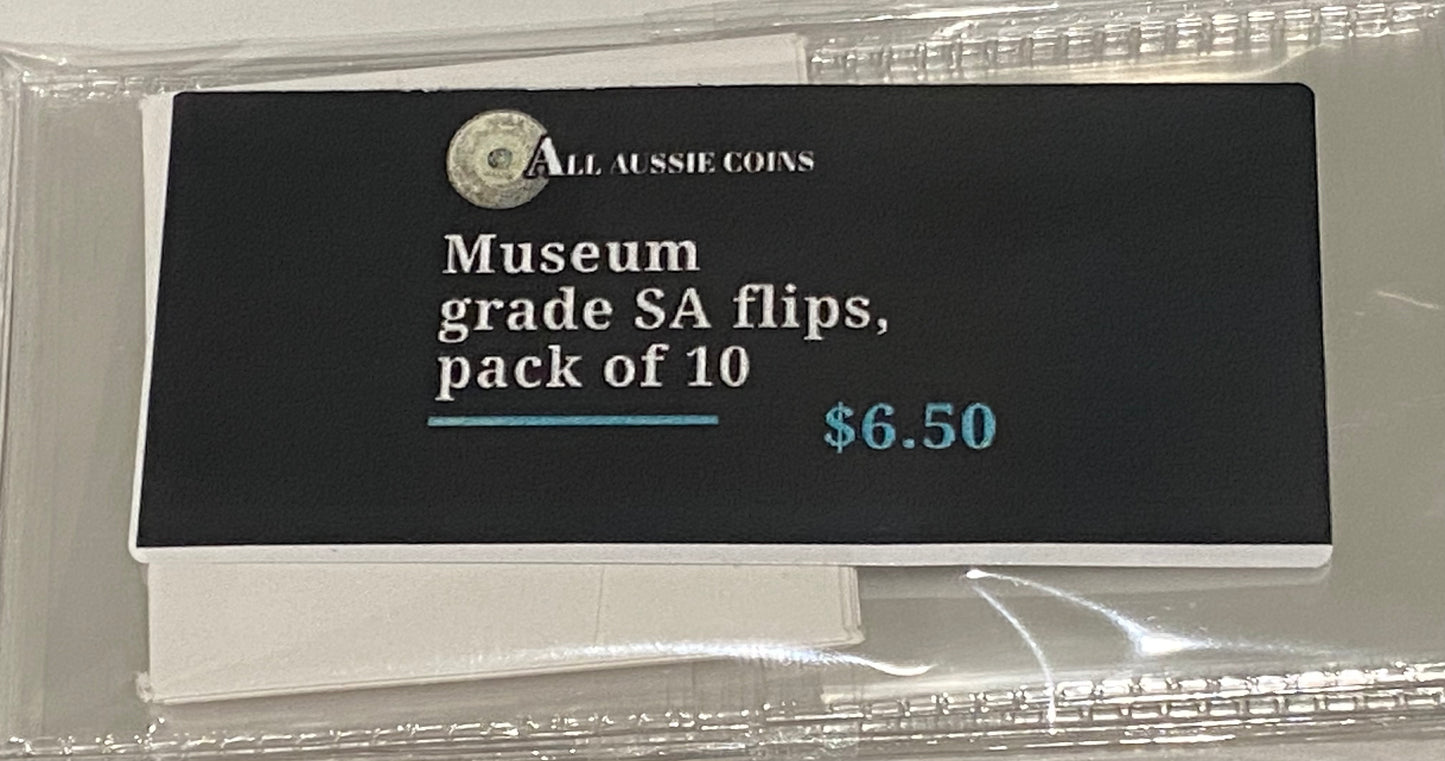 ALL AUSSIE COINS
Museum
grade SA flips,
pack of 10
$6.50